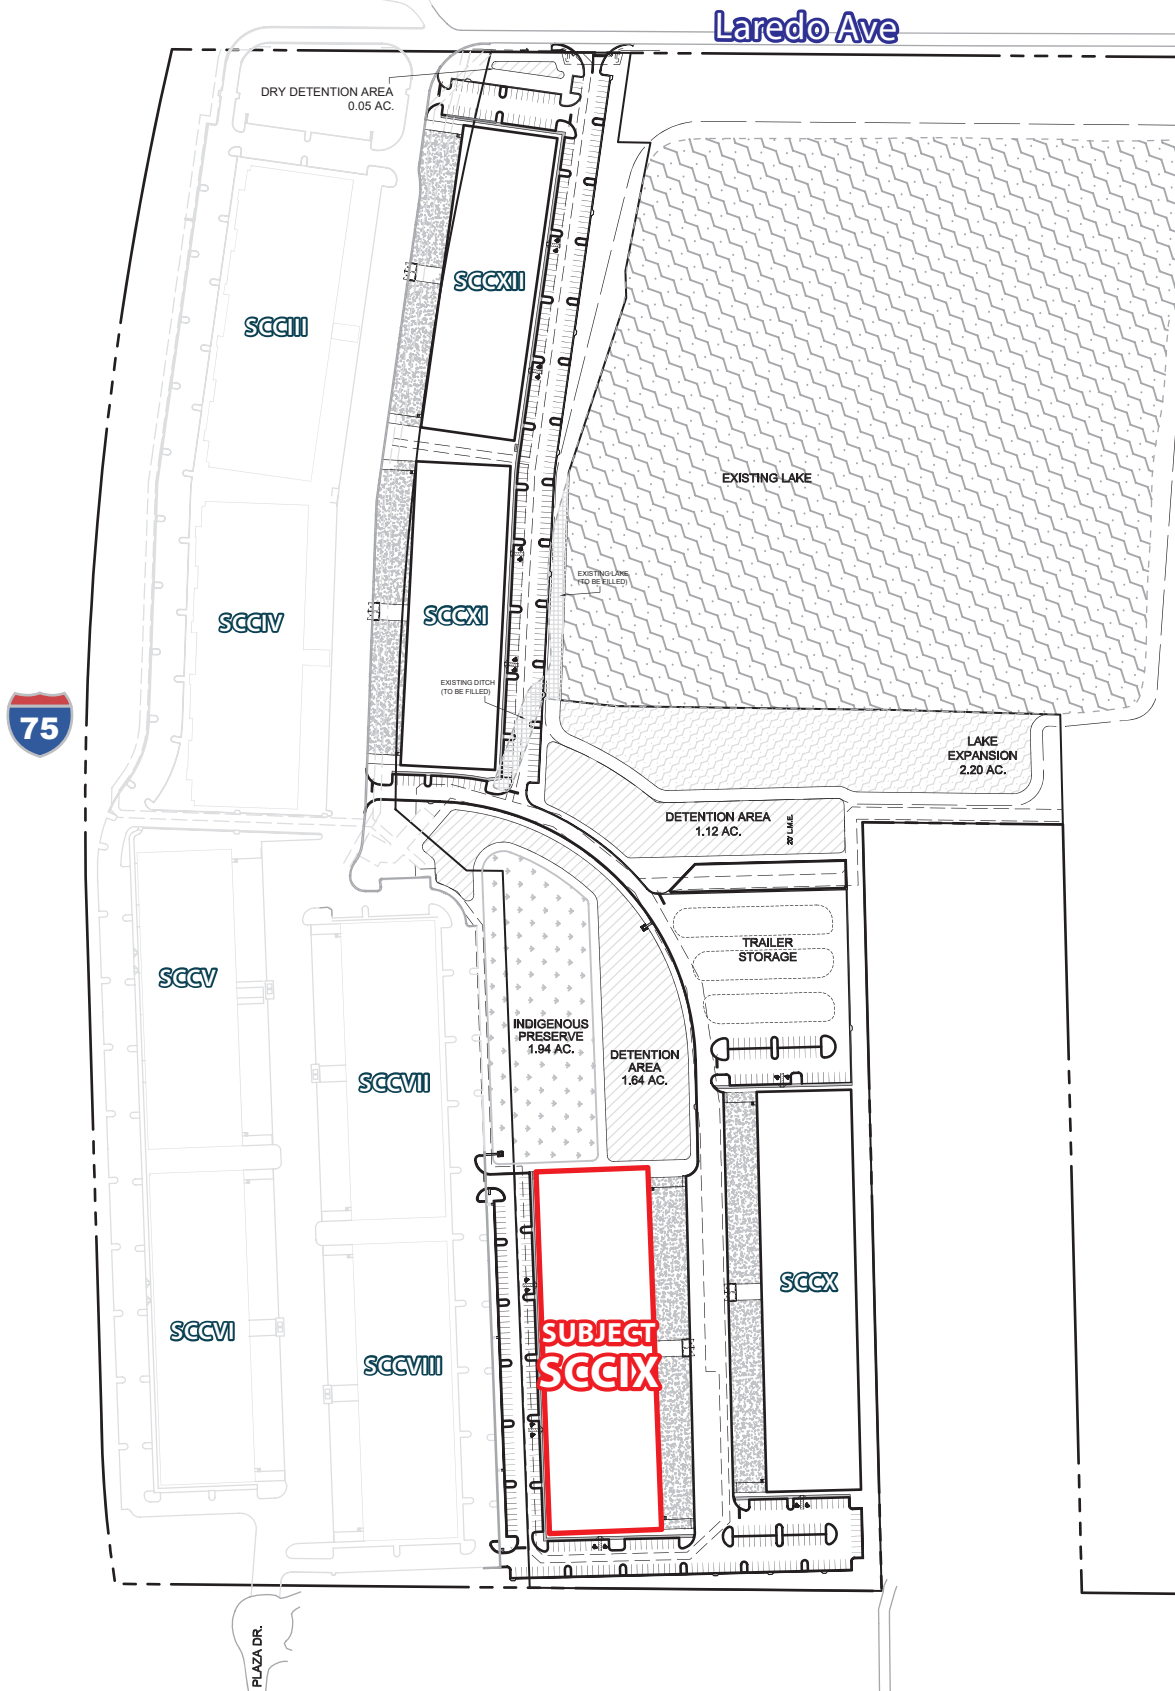 Laredo Ave
DRY DETENTION AREA
0.05 AC.
SCCXII
SCCIII
EXISTING LAKE
EXISTING LAKE
(TO BE FILLED)
SCCXI
SCCIV
EXISTING DITCH
(TO BE FILLED)
75
LAKE
EXPANSION
2.20 AC.
DETENTION AREA
1.12 AC.
20' L.M.E.
TRAILER
STORAGE
SCCV
INDIGENOUS
PRESERVE
1.94 AC.
DETENTION
AREA
1.64 AC.
SCCVII
SCCX
SUBJECT
SCCIX
SCCVI
SCCVIII
PLAZA DR.